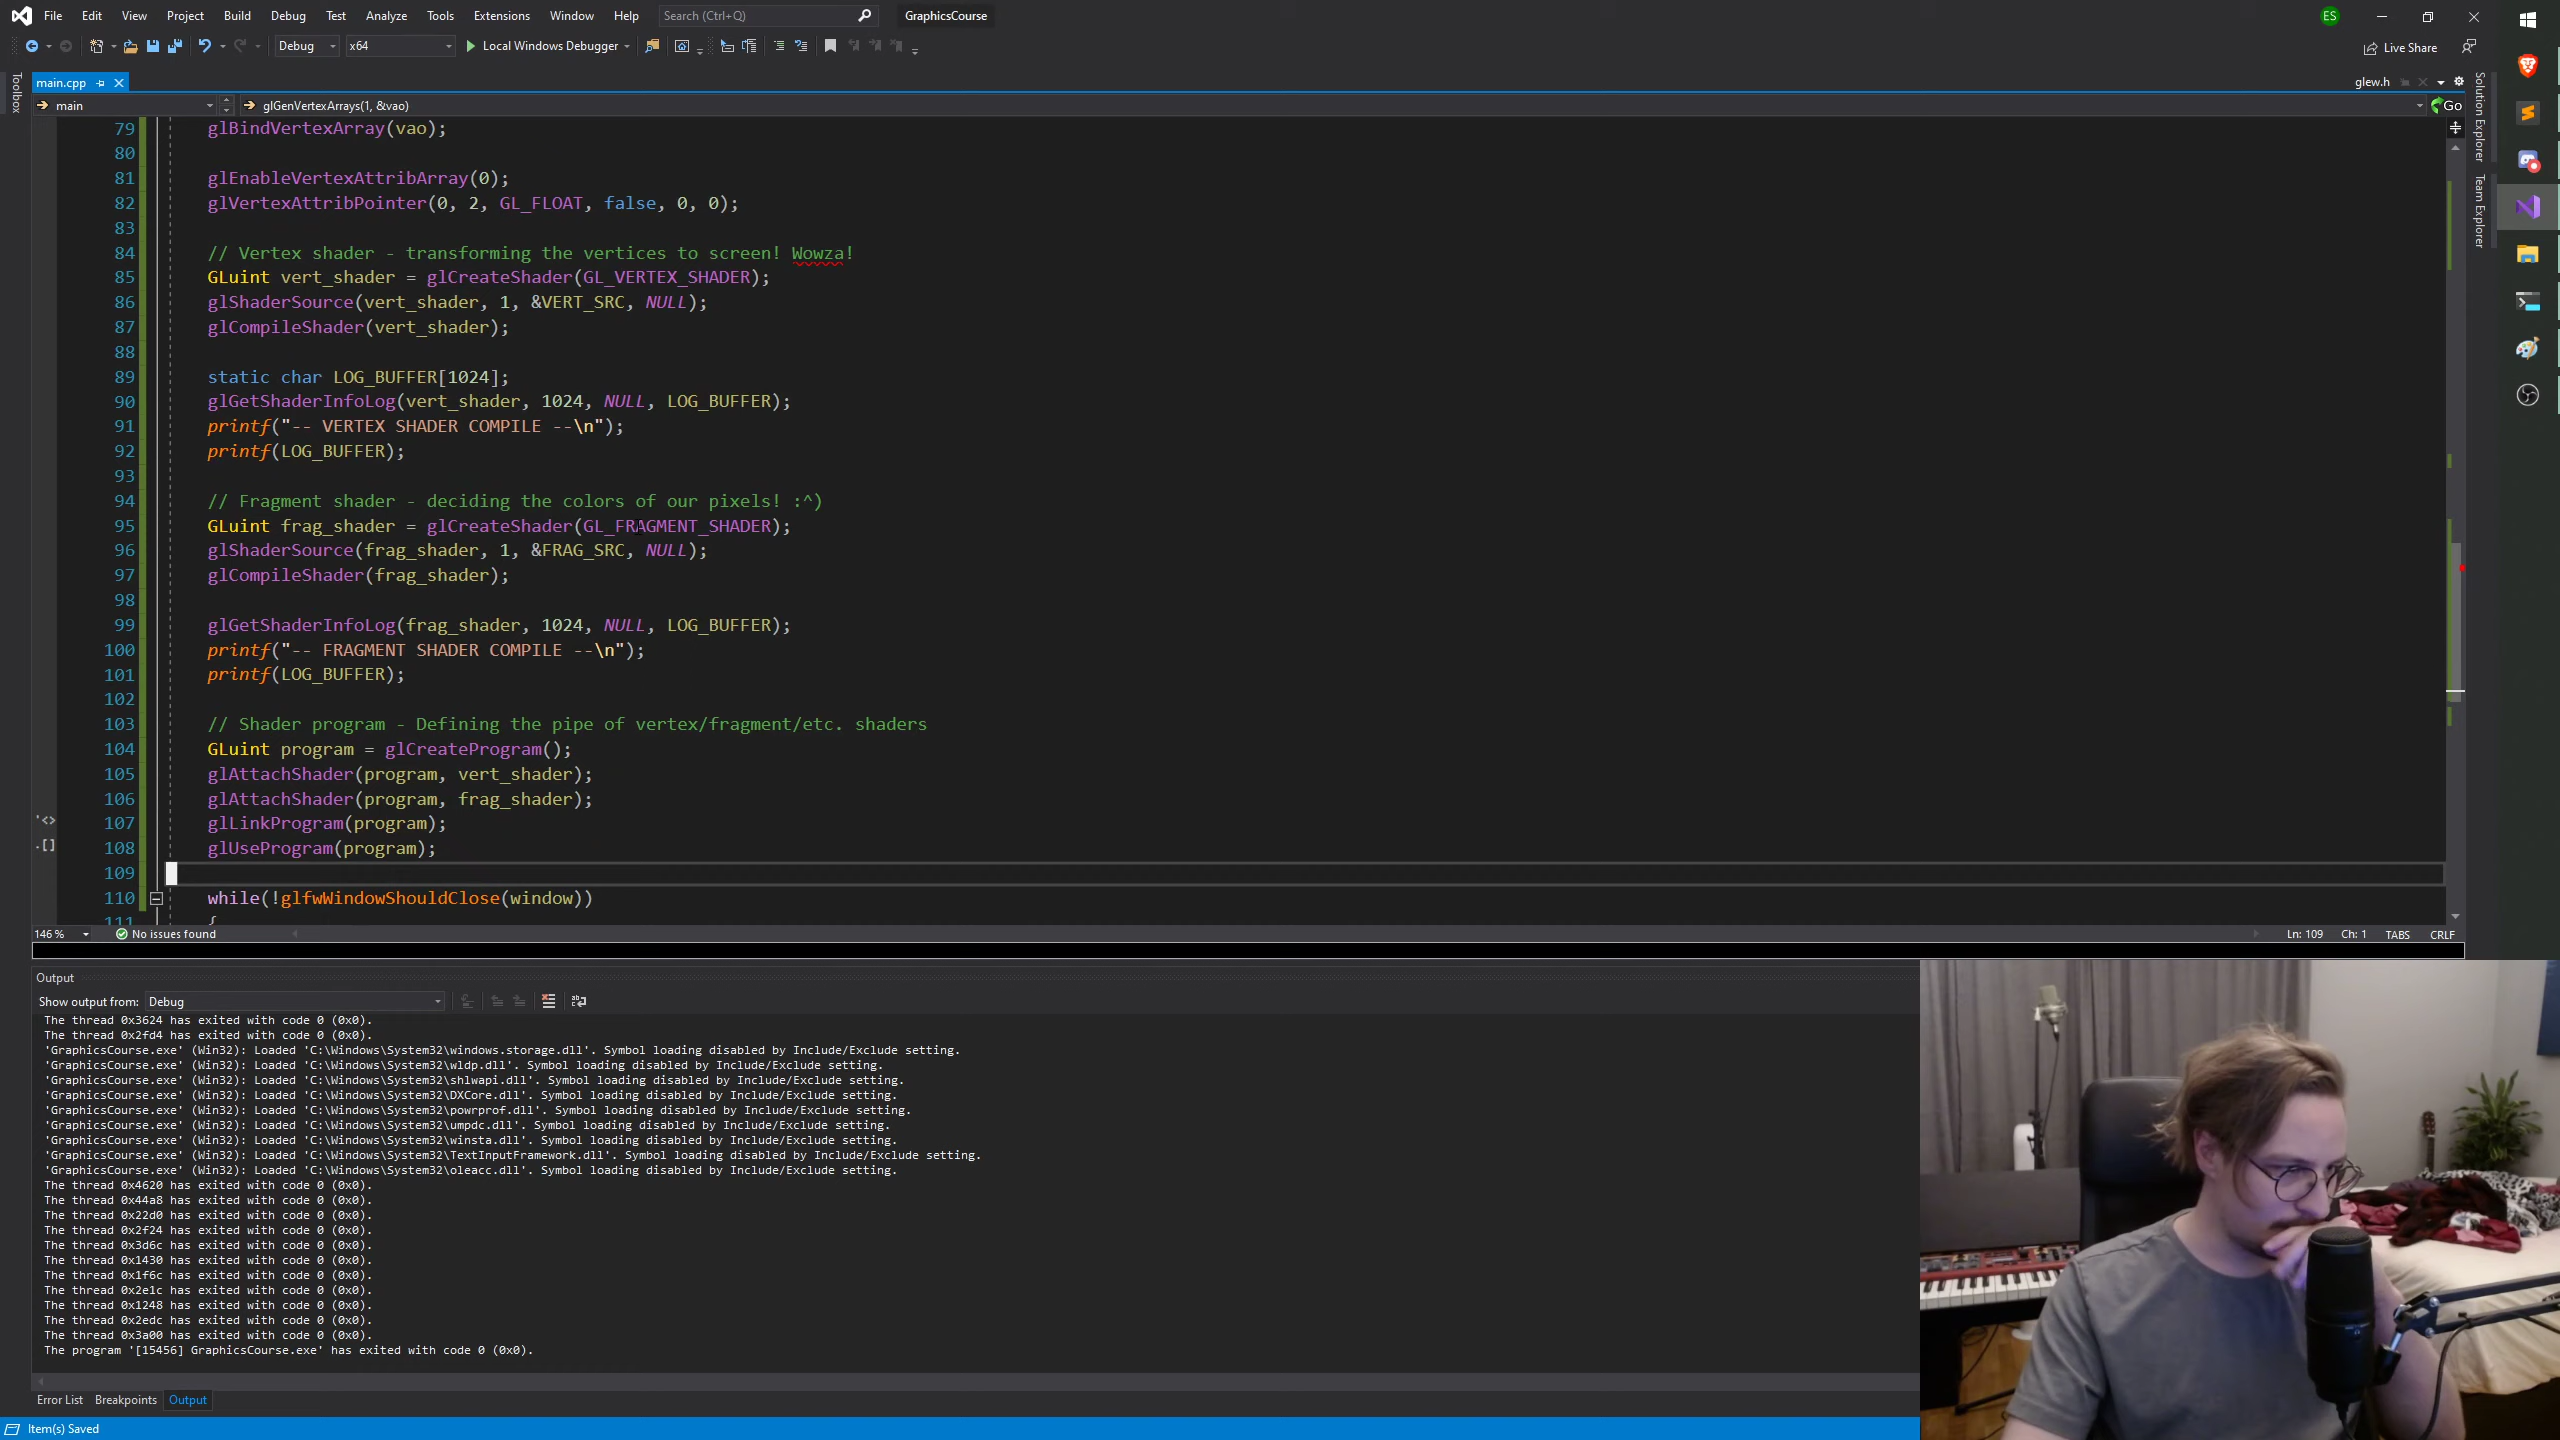 File Edit View Project Build Debug Test Analyze Tools Extensions Window Help Search (Ctrl+Q) GraphicsCourse ES
Debug x64 Local Windows Debugger Live Share
Toolbox
main.cpp glew.h
main glGenVertexArrays(1, &vao) Go
Solution Explorer
Team Explorer
79 glBindVertexArray(vao);
80
81 glEnableVertexAttribArray(0);
82 glVertexAttribPointer(0, 2, GL_FLOAT, false, 0, 0);
83
84 // Vertex shader - transforming the vertices to screen! Wowza!
85 GLuint vert_shader = glCreateShader(GL_VERTEX_SHADER);
86 glShaderSource(vert_shader, 1, &VERT_SRC, NULL);
87 glCompileShader(vert_shader);
88
89 static char LOG_BUFFER[1024];
90 glGetShaderInfoLog(vert_shader, 1024, NULL, LOG_BUFFER);
91 printf("-- VERTEX SHADER COMPILE --\n");
92 printf(LOG_BUFFER);
93
94 // Fragment shader - deciding the colors of our pixels! :^)
95 GLuint frag_shader = glCreateShader(GL_FRAGMENT_SHADER);
96 glShaderSource(frag_shader, 1, &FRAG_SRC, NULL);
97 glCompileShader(frag_shader);
98
99 glGetShaderInfoLog(frag_shader, 1024, NULL, LOG_BUFFER);
100 printf("-- FRAGMENT SHADER COMPILE --\n");
101 printf(LOG_BUFFER);
102
103 // Shader program - Defining the pipe of vertex/fragment/etc. shaders
104 GLuint program = glCreateProgram();
105 glAttachShader(program, vert_shader);
106 glAttachShader(program, frag_shader);
107 glLinkProgram(program);
108 glUseProgram(program);
109
110 while(!glfwWindowShouldClose(window))
111 {
146 % No issues found Ln: 109 Ch: 1 TABS CRLF
Output
Show output from: Debug
The thread 0x3624 has exited with code 0 (0x0).
The thread 0x2fd4 has exited with code 0 (0x0).
'GraphicsCourse.exe' (Win32): Loaded 'C:\Windows\System32\windows.storage.dll'. Symbol loading disabled by Include/Exclude setting.
'GraphicsCourse.exe' (Win32): Loaded 'C:\Windows\System32\wldp.dll'. Symbol loading disabled by Include/Exclude setting.
'GraphicsCourse.exe' (Win32): Loaded 'C:\Windows\System32\shlwapi.dll'. Symbol loading disabled by Include/Exclude setting.
'GraphicsCourse.exe' (Win32): Loaded 'C:\Windows\System32\DXCore.dll'. Symbol loading disabled by Include/Exclude setting.
'GraphicsCourse.exe' (Win32): Loaded 'C:\Windows\System32\powrprof.dll'. Symbol loading disabled by Include/Exclude setting.
'GraphicsCourse.exe' (Win32): Loaded 'C:\Windows\System32\umpdc.dll'. Symbol loading disabled by Include/Exclude setting.
'GraphicsCourse.exe' (Win32): Loaded 'C:\Windows\System32\winsta.dll'. Symbol loading disabled by Include/Exclude setting.
'GraphicsCourse.exe' (Win32): Loaded 'C:\Windows\System32\TextInputFramework.dll'. Symbol loading disabled by Include/Exclude setting.
'GraphicsCourse.exe' (Win32): Loaded 'C:\Windows\System32\oleacc.dll'. Symbol loading disabled by Include/Exclude setting.
The thread 0x4620 has exited with code 0 (0x0).
The thread 0x44a8 has exited with code 0 (0x0).
The thread 0x22d0 has exited with code 0 (0x0).
The thread 0x2f24 has exited with code 0 (0x0).
The thread 0x3d6c has exited with code 0 (0x0).
The thread 0x1430 has exited with code 0 (0x0).
The thread 0x1f6c has exited with code 0 (0x0).
The thread 0x2e1c has exited with code 0 (0x0).
The thread 0x1248 has exited with code 0 (0x0).
The thread 0x2edc has exited with code 0 (0x0).
The thread 0x3a00 has exited with code 0 (0x0).
The program '[15456] GraphicsCourse.exe' has exited with code 0 (0x0).
Error List Breakpoints Output
Item(s) Saved